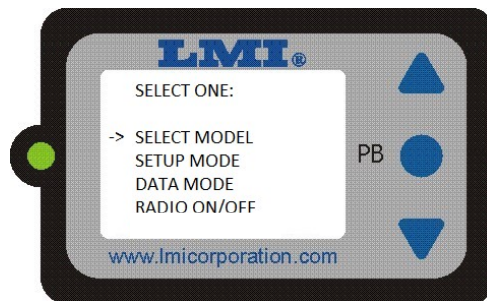 LMI®
SELECT ONE:
-> SELECT MODEL
SETUP MODE
DATA MODE
RADIO ON/OFF
PB
www.lmicorporation.com